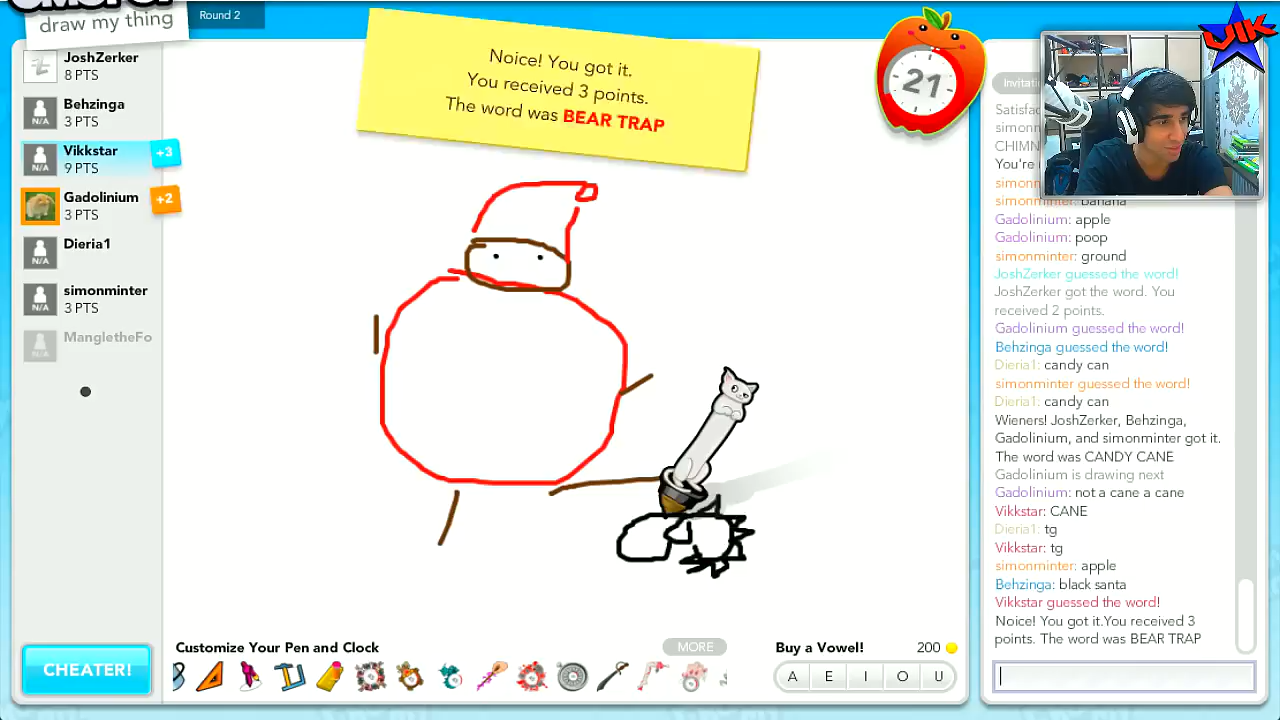 draw my thing
Round 2
JoshZerker
8 PTS
Behzinga
3 PTS
Vikkstar
9 PTS
+3
Gadolinium
3 PTS
+2
Dieria1
simonminter
3 PTS
MangletheFo
N/A
N/A
N/A
N/A
N/A
CHEATER!
Noice! You got it.
You received 3 points.
The word was BEAR TRAP
21
VIK
Customize Your Pen and Clock
MORE
Buy a Vowel!
200
A E I O U
Invitati
Satisfac
simonm
CHIMN
You're
simonminter: banana
Gadolinium: apple
Gadolinium: poop
simonminter: ground
JoshZerker guessed the word!
JoshZerker got the word. You
received 2 points.
Gadolinium guessed the word!
Behzinga guessed the word!
Dieria1: candy can
simonminter guessed the word!
Dieria1: candy can
Wieners! JoshZerker, Behzinga,
Gadolinium, and simonminter got it.
The word was CANDY CANE
Gadolinium is drawing next
Gadolinium: not a cane a cane
Vikkstar: CANE
Dieria1: tg
Vikkstar: tg
simonminter: apple
Behzinga: black santa
Vikkstar guessed the word!
Noice! You got it.You received 3
points. The word was BEAR TRAP